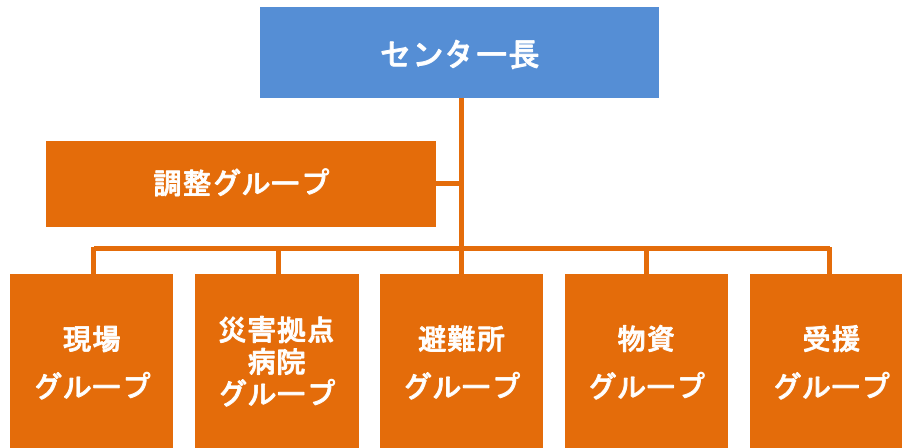 センター長
調整グループ
現場
グループ
災害拠点
病院
グループ
避難所
グループ
物資
グループ
受援
グループ